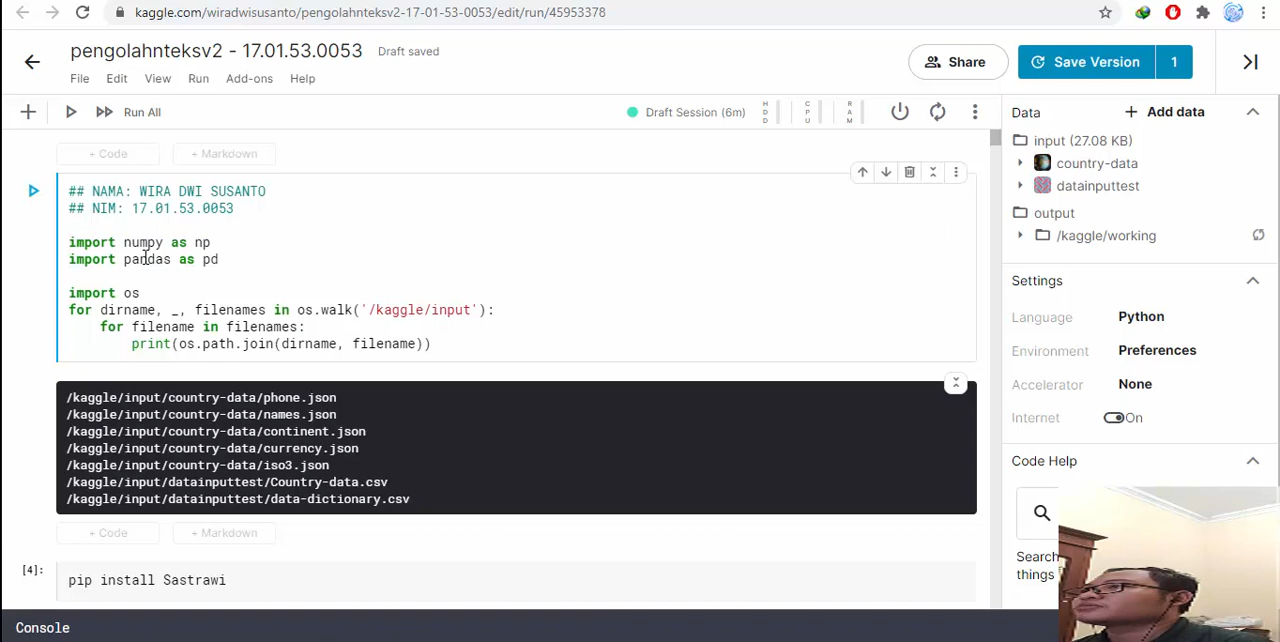 kaggle.com/wiradwisusanto/pengolahnteksv2-17-01-53-0053/edit/run/45953378
pengolahnteksv2 - 17.01.53.0053 Draft saved
File Edit View Run Add-ons Help
Share
Save Version 1
Run All
Draft Session (6m)
HDD
CPU
RAM
+ Code + Markdown
## NAMA: WIRA DWI SUSANTO
## NIM: 17.01.53.0053
import numpy as np
import pandas as pd
import os
for dirname, _, filenames in os.walk('/kaggle/input'):
for filename in filenames:
print(os.path.join(dirname, filename))
/kaggle/input/country-data/phone.json
/kaggle/input/country-data/names.json
/kaggle/input/country-data/continent.json
/kaggle/input/country-data/currency.json
/kaggle/input/country-data/iso3.json
/kaggle/input/datainputtest/Country-data.csv
/kaggle/input/datainputtest/data-dictionary.csv
+ Code + Markdown
[4]:
pip install Sastrawi
Console
Data + Add data
input (27.08 KB)
country-data
datainputtest
output
/kaggle/working
Settings
Language Python
Environment Preferences
Accelerator None
Internet On
Code Help
Search
things